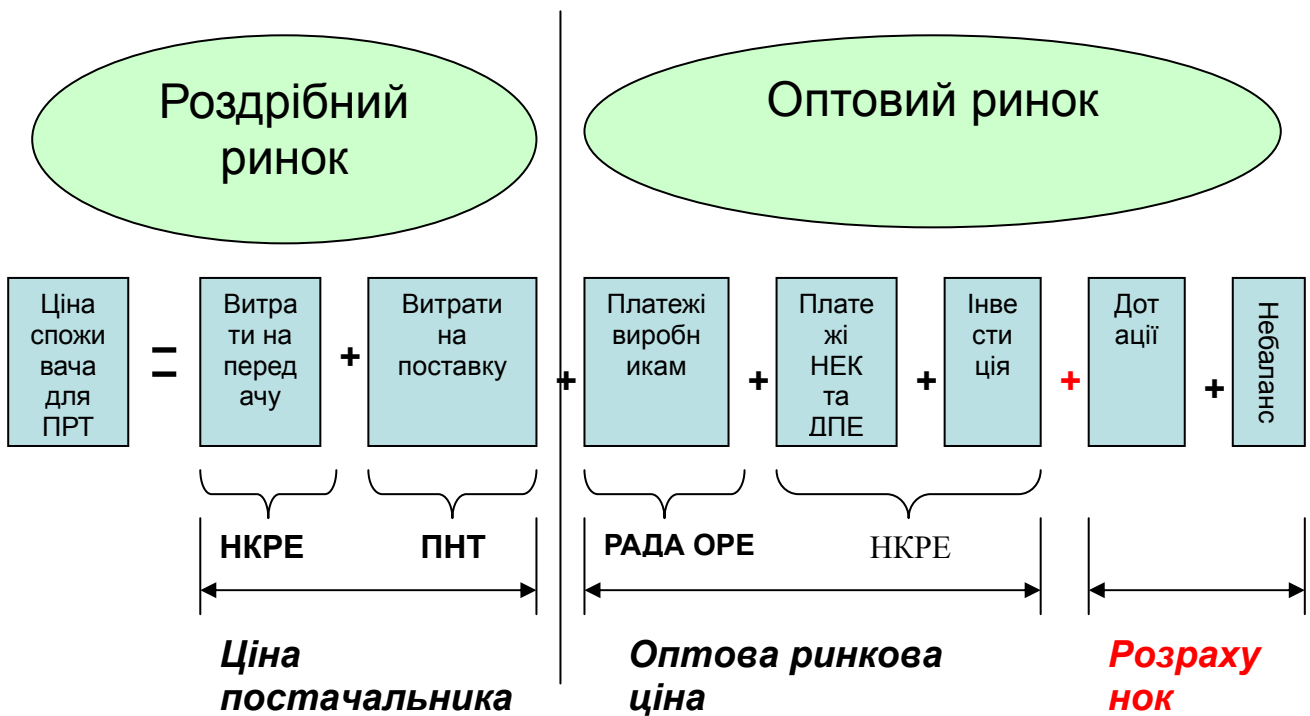 Роздрібний
ринок
Оптовий ринок
Ціна
спожи
вача
для
ПРТ
=
Витра
ти на
перед
ачу
+
Витрати
на
поставку
+
Платежі
виробн
икам
+
Плате
жі
НЕК
та
ДПЕ
+
Інве
сти
ція
+
Дот
ації
+
Небаланс
НКРЕ
ПНТ
РАДА ОРЕ
НКРЕ
Ціна
постачальника
Оптова ринкова
ціна
Розраху
нок